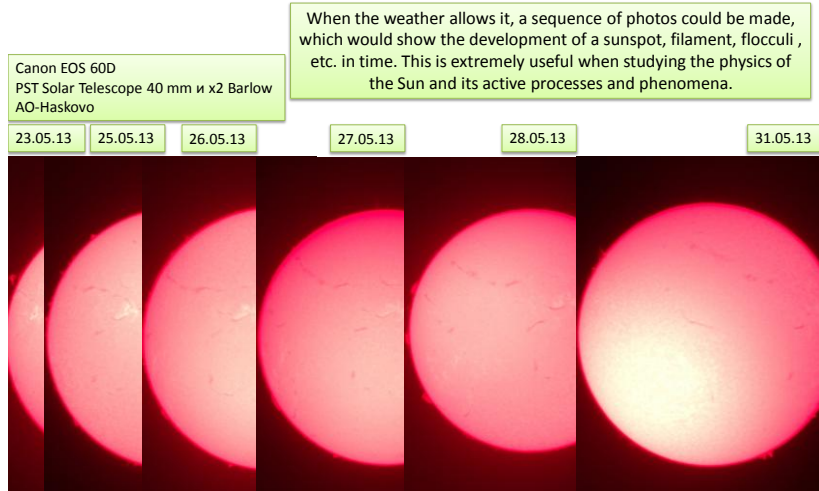 When the weather allows it, a sequence of photos could be made,
which would show the development of a sunspot, filament, flocculi ,
etc. in time. This is extremely useful when studying the physics of
the Sun and its active processes and phenomena.
Canon EOS 60D
PST Solar Telescope 40 mm и x2 Barlow
AO-Haskovo
23.05.13
25.05.13
26.05.13
27.05.13
28.05.13
31.05.13